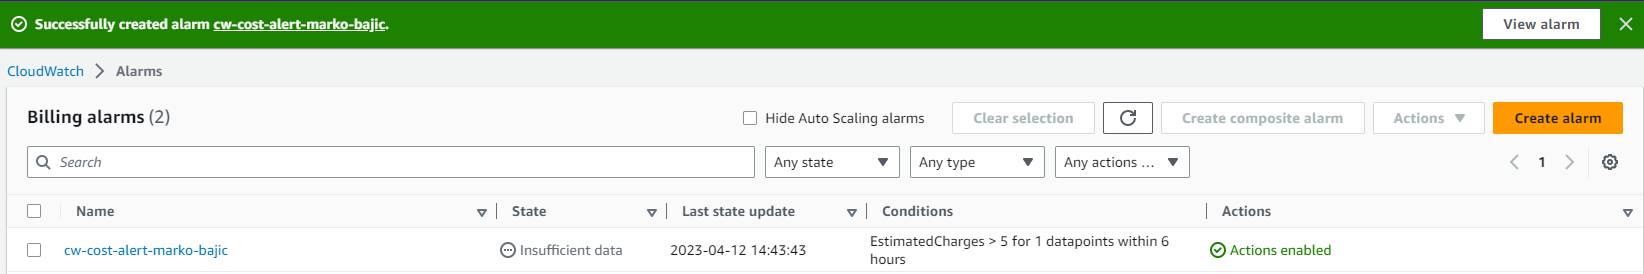 Successfully created alarm cw-cost-alert-marko-bajic.
View alarm
CloudWatch > Alarms
Billing alarms (2)
Hide Auto Scaling alarms
Clear selection
Create composite alarm
Actions
Create alarm
Search
Any state
Any type
Any actions ...
1
Name State Last state update Conditions Actions
cw-cost-alert-marko-bajic Insufficient data 2023-04-12 14:43:43 EstimatedCharges > 5 for 1 datapoints within 6
hours
Actions enabled